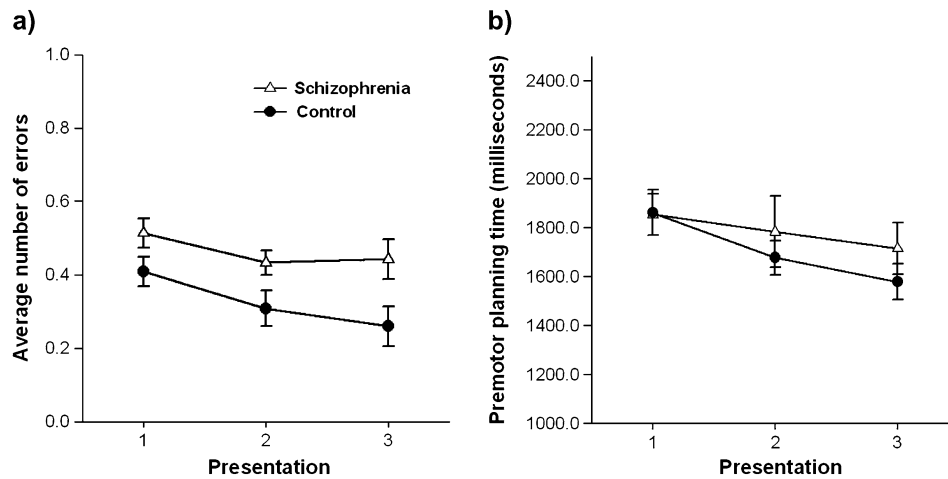 a)
Average number of errors
1.0
0.8
0.6
0.4
0.2
0.0
Schizophrenia
Control
1 2 3
Presentation
b)
Premotor planning time (milliseconds)
2400.0
2200.0
2000.0
1800.0
1600.0
1400.0
1200.0
1000.0
1 2 3
Presentation